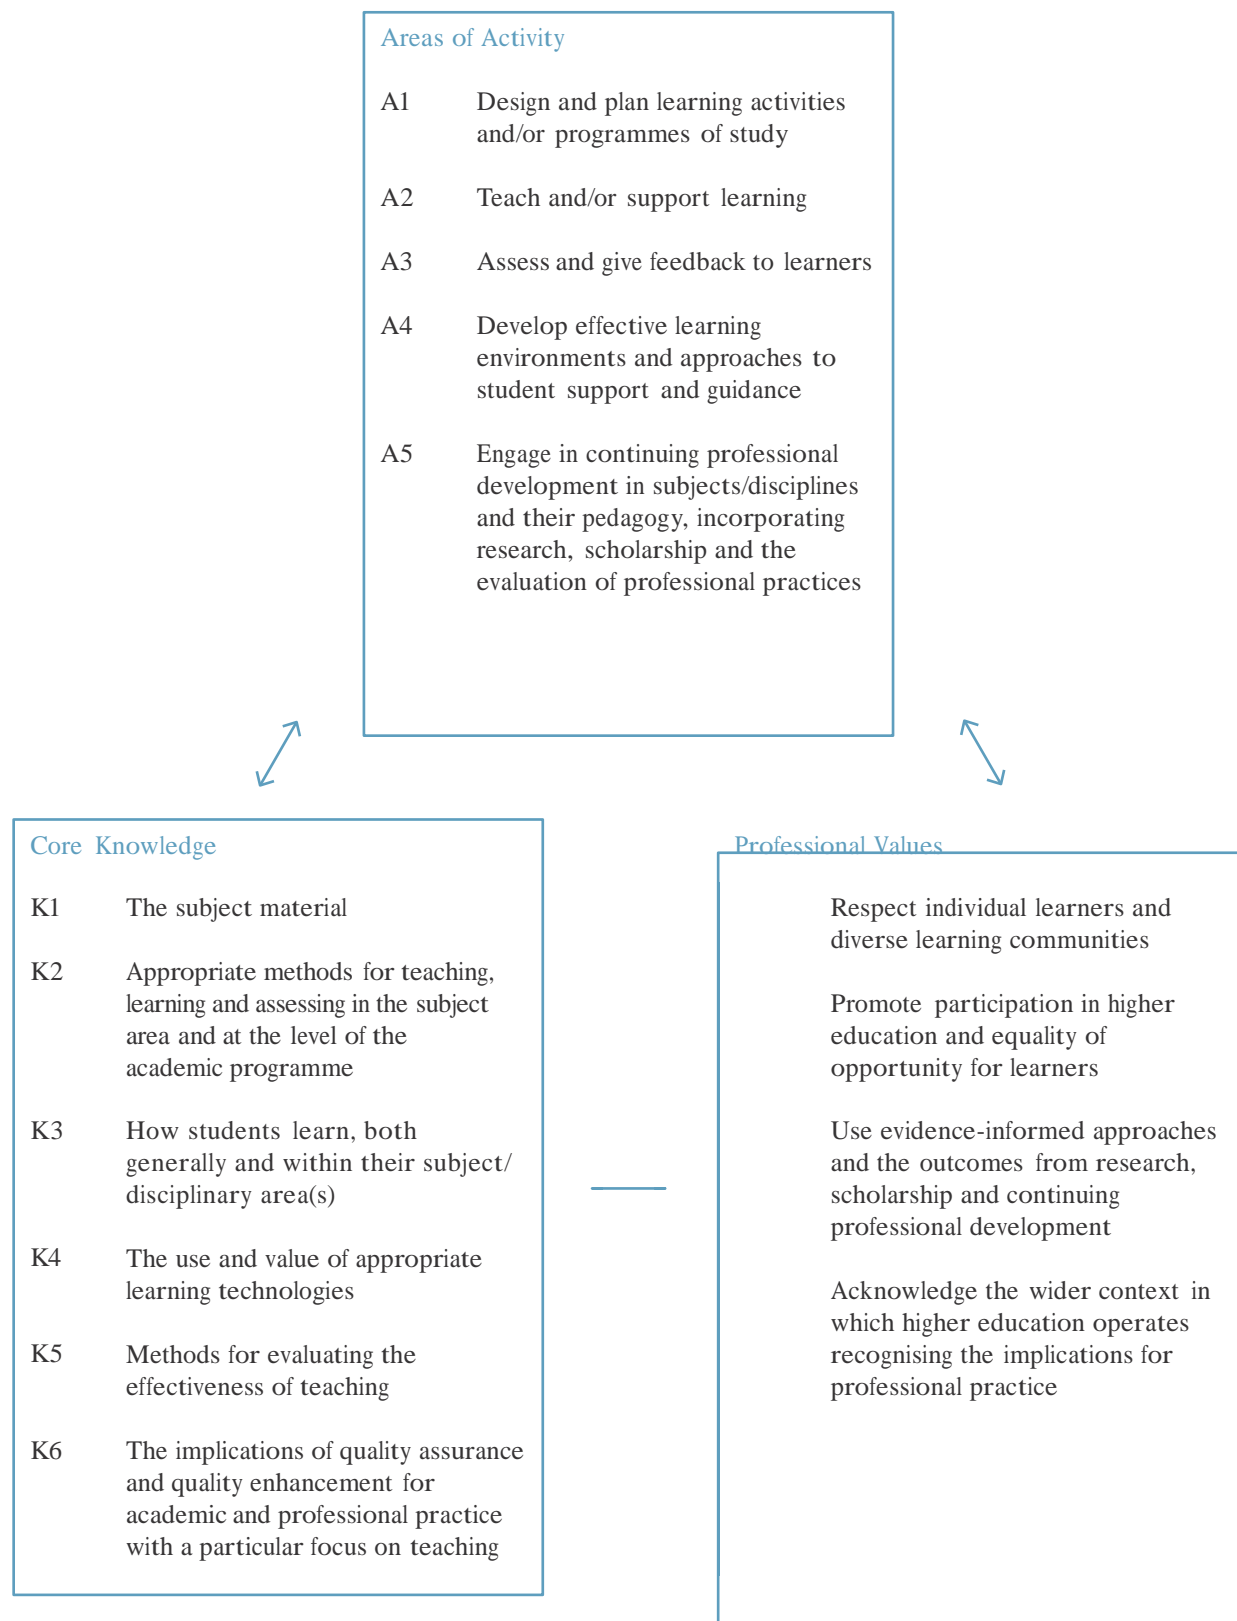 Areas of Activity
A1 Design and plan learning activities
and/or programmes of study
A2 Teach and/or support learning
A3 Assess and give feedback to learners
A4 Develop effective learning
environments and approaches to
student support and guidance
A5 Engage in continuing professional
development in subjects/disciplines
and their pedagogy, incorporating
research, scholarship and the
evaluation of professional practices
Core Knowledge
K1 The subject material
K2 Appropriate methods for teaching,
learning and assessing in the subject
area and at the level of the
academic programme
K3 How students learn, both
generally and within their subject/
disciplinary area(s)
K4 The use and value of appropriate
learning technologies
K5 Methods for evaluating the
effectiveness of teaching
K6 The implications of quality assurance
and quality enhancement for
academic and professional practice
with a particular focus on teaching
Professional Values
Respect individual learners and
diverse learning communities
Promote participation in higher
education and equality of
opportunity for learners
Use evidence-informed approaches
and the outcomes from research,
scholarship and continuing
professional development
Acknowledge the wider context in
which higher education operates
recognising the implications for
professional practice